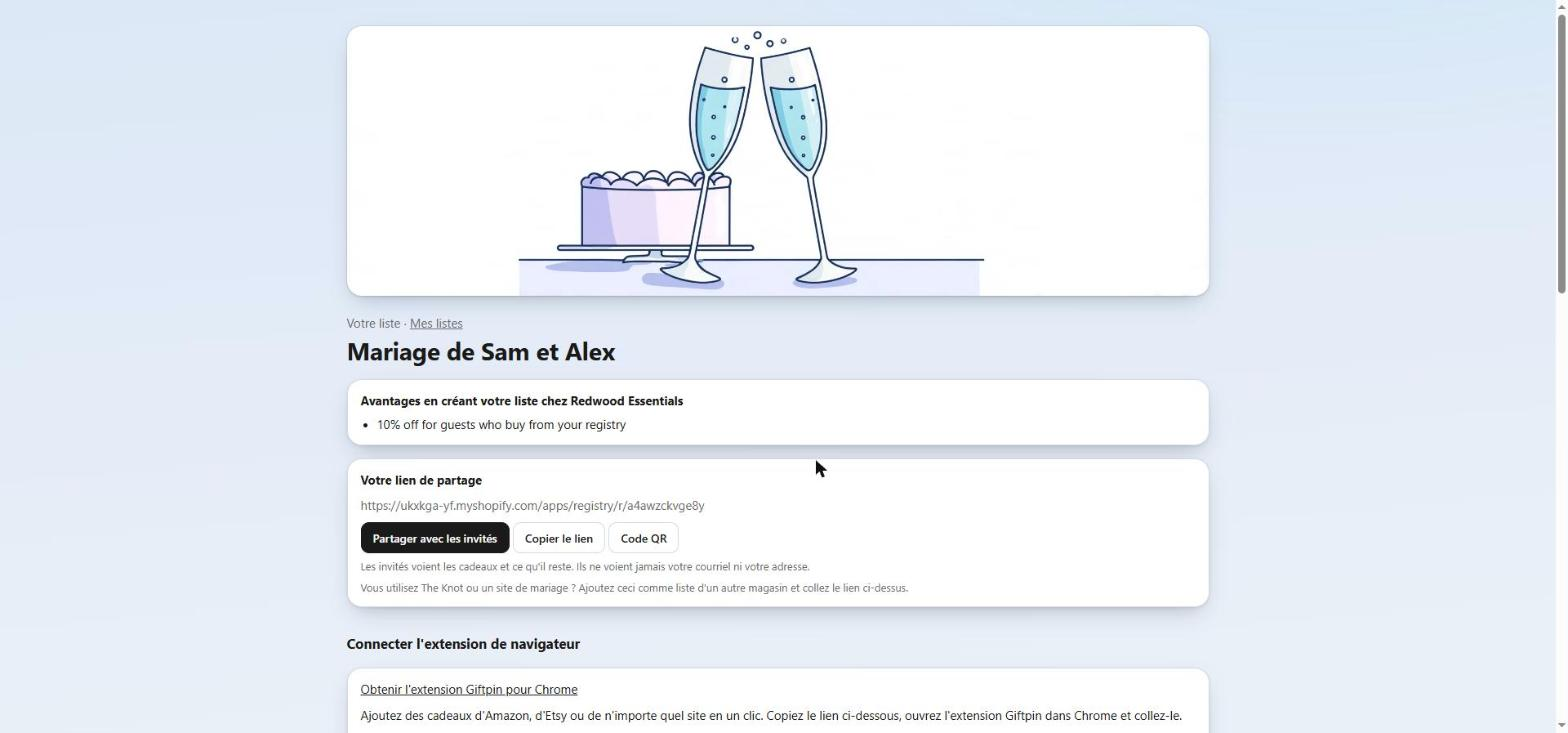 Votre liste · Mes listes
Mariage de Sam et Alex
Avantages en créant votre liste chez Redwood Essentials
• 10% off for guests who buy from your registry
Votre lien de partage
https://ukxkga-yf.myshopify.com/apps/registry/r/a4awzckvge8y
Partager avec les invités Copier le lien Code QR
Les invités voient les cadeaux et ce qu'il reste. Ils ne voient jamais votre courriel ni votre adresse.
Vous utilisez The Knot ou un site de mariage ? Ajoutez ceci comme liste d'un autre magasin et collez le lien ci-dessus.
Connecter l'extension de navigateur
Obtenir l'extension Giftpin pour Chrome
Ajoutez des cadeaux d'Amazon, d'Etsy ou de n'importe quel site en un clic. Copiez le lien ci-dessous, ouvrez l'extension Giftpin dans Chrome et collez-le.